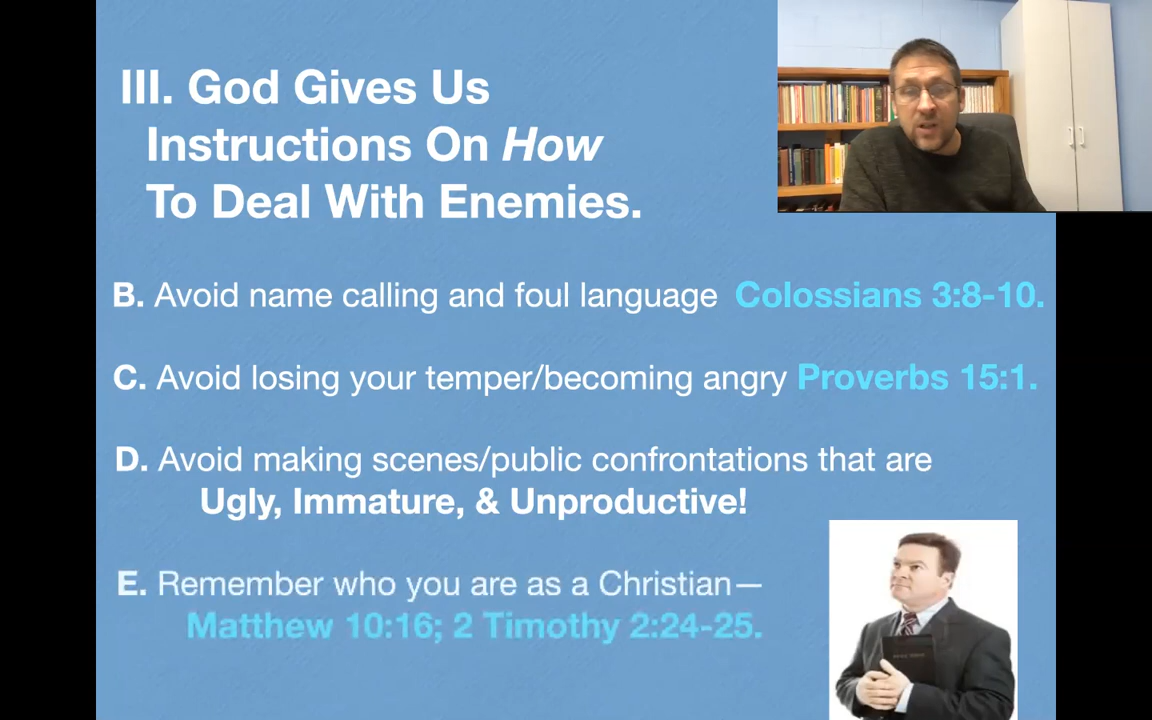 III. God Gives Us
Instructions On How
To Deal With Enemies.
B. Avoid name calling and foul language Colossians 3:8-10.
C. Avoid losing your temper/becoming angry Proverbs 15:1.
D. Avoid making scenes/public confrontations that are
Ugly, Immature, & Unproductive!
E. Remember who you are as a Christian—
Matthew 10:16; 2 Timothy 2:24-25.